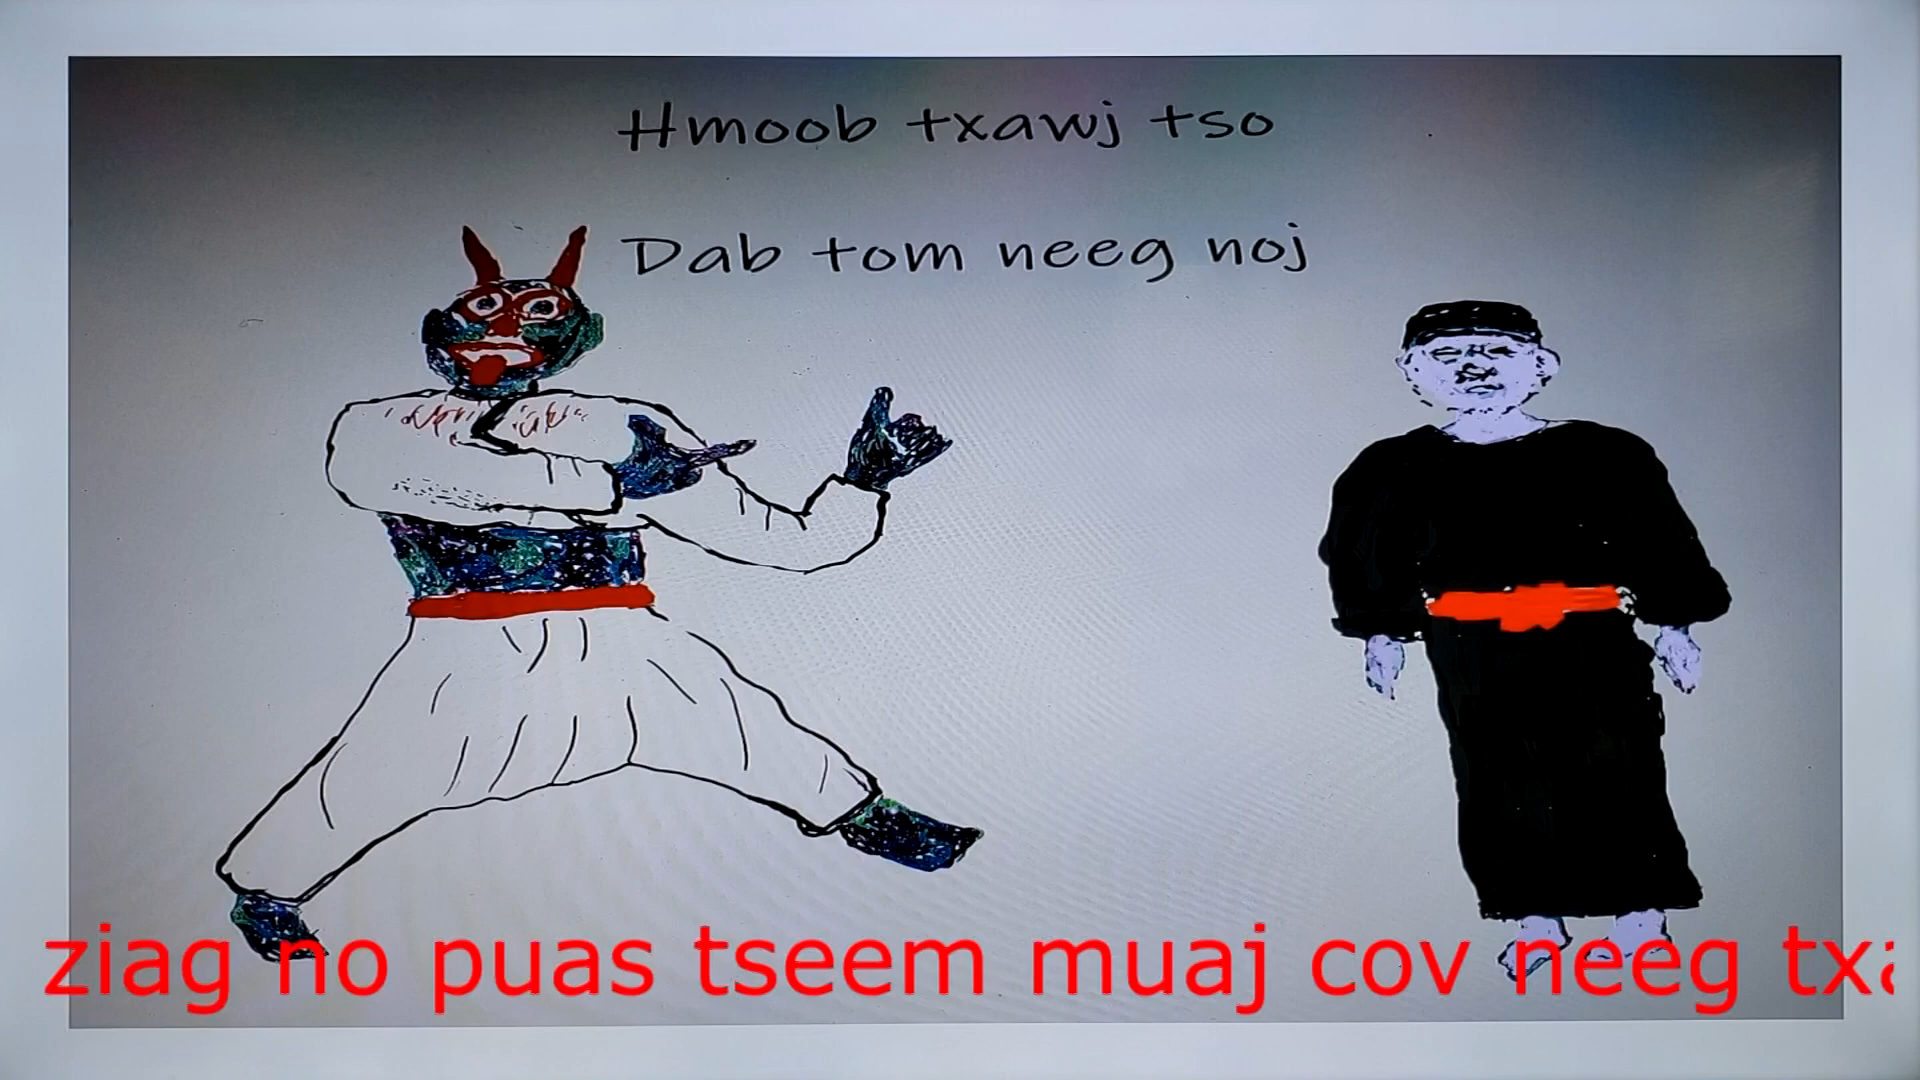 Hmoob txawj tso
Dab tom neeg noj
ziag no puas tseem muaj cov neeg